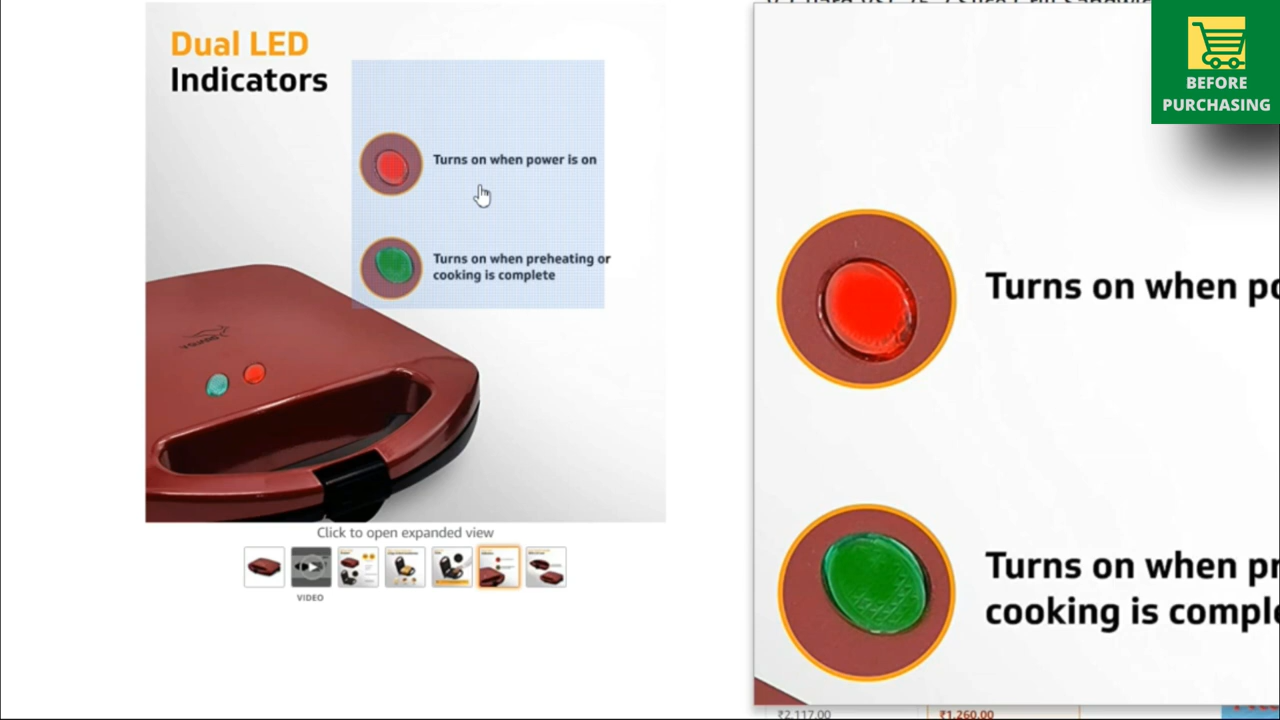 Dual LED
Indicators
Turns on when power is on
Turns on when preheating or
cooking is complete
V-GUARD
Click to open expanded view
VIDEO
BEFORE
PURCHASING
Turns on when po
Turns on when pr
cooking is comple
₹2,117.00
₹1,260.00